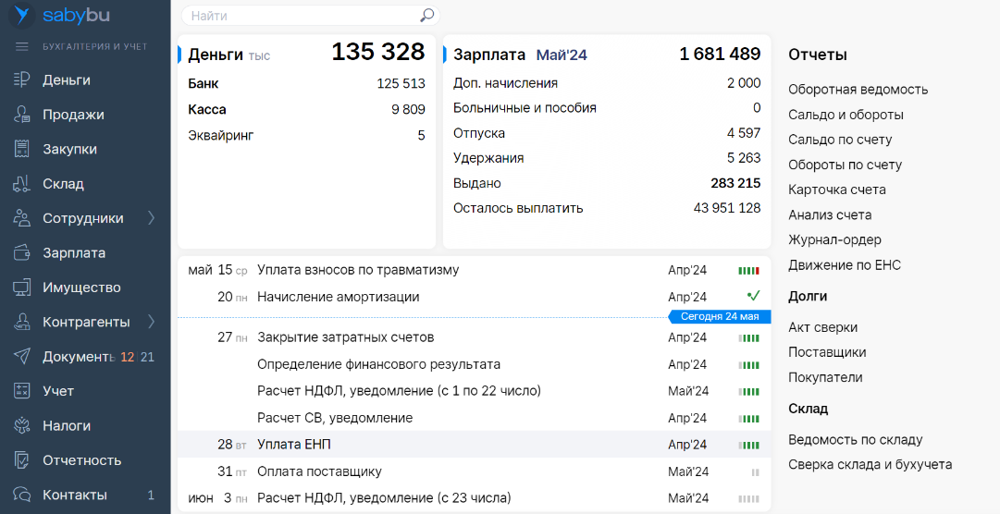 sabybu
БУХГАЛТЕРИЯ И УЧЕТ
Деньги
Продажи
Закупки
Склад
Сотрудники
Зарплата
Имущество
Контрагенты
Документы 12 21
Учет
Налоги
Отчетность
Контакты 1
Найти
Деньги тыс 135 328
Банк 125 513
Касса 9 809
Эквайринг 5
Зарплата Май'24 1 681 489
Доп. начисления 2 000
Больничные и пособия 0
Отпуска 4 597
Удержания 5 263
Выдано 283 215
Осталось выплатить 43 951 128
май 15 ср Уплата взносов по травматизму Апр'24
20 пн Начисление амортизации Апр'24
Сегодня 24 мая
27 пн Закрытие затратных счетов Апр'24
Определение финансового результата Апр'24
Расчет НДФЛ, уведомление (с 1 по 22 число) Май'24
Расчет СВ, уведомление Апр'24
28 вт Уплата ЕНП Апр'24
31 пт Оплата поставщику Май'24
июн 3 пн Расчет НДФЛ, уведомление (с 23 числа) Май'24
Отчеты
Оборотная ведомость
Сальдо и обороты
Сальдо по счету
Обороты по счету
Карточка счета
Анализ счета
Журнал-ордер
Движение по ЕНС
Долги
Акт сверки
Поставщики
Покупатели
Склад
Ведомость по складу
Сверка склада и бухучета